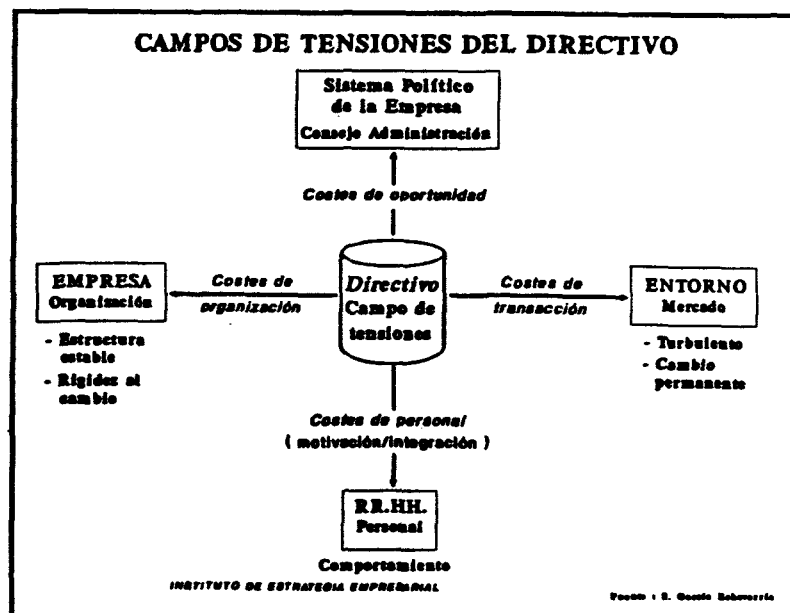 CAMPOS DE TENSIONES DEL DIRECTIVO
Sistema Político
de la Empresa
Consejo Administración
Costes de oportunidad
EMPRESA
Organización
Costes de
organización
Directivo
Campo de
tensiones
Costes de
transacción
ENTORNO
Mercado
- Estructura
estable
- Rigidez al
cambio
- Turbulento
- Cambio
permanente
Costes de personal
( motivación/integración )
RR.HH.
Personal
Comportamiento
INSTITUTO DE ESTRATEGIA EMPRESARIAL
Fuente : S. García Echevarría